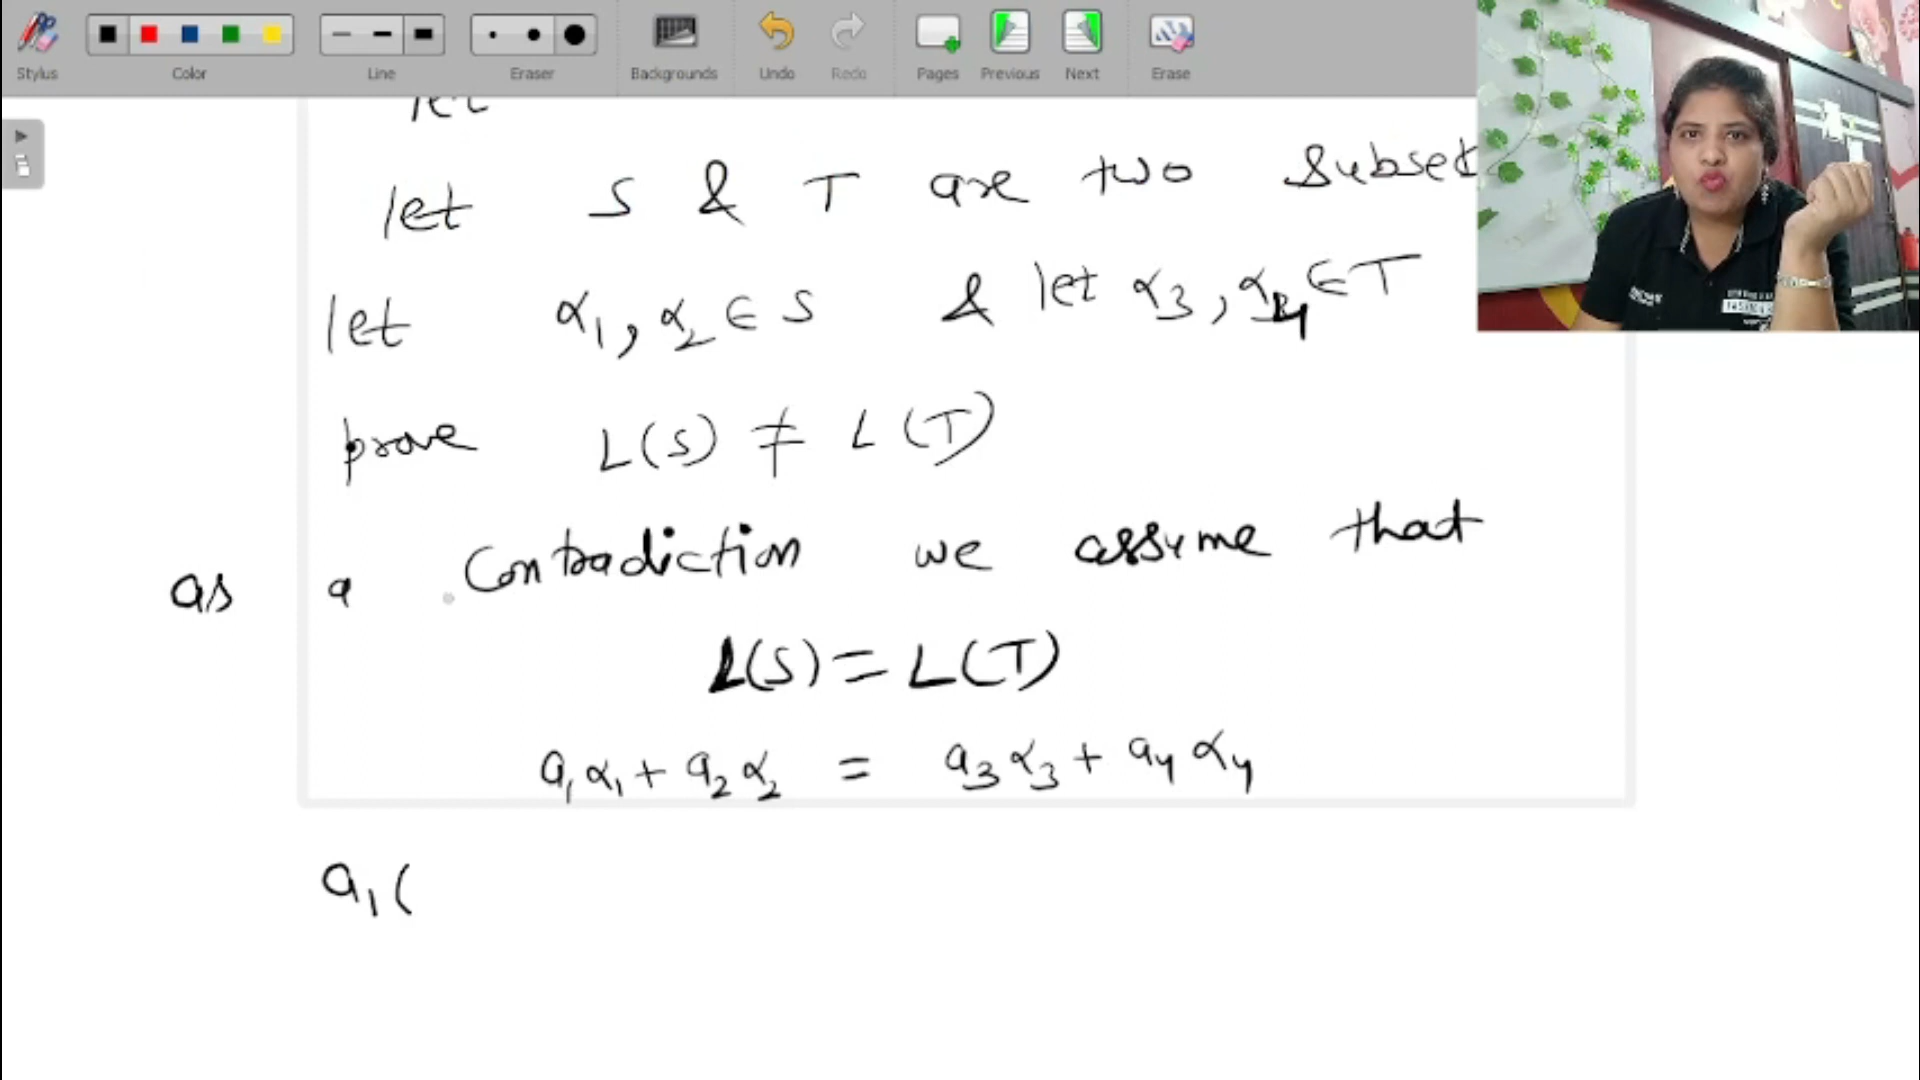 Stylus Color Line Eraser Backgrounds Undo Redo Pages Previous Next Erase
let
let S & T are two subset
let α₁, α₂ ∈ S & let α₃, α₄ ∈ T
prove L(S) ≠ L(T)
as a Contradiction we assume that
L(S) = L(T)
a₁α₁ + a₂α₂ = a₃α₃ + a₄α₄
a₁(